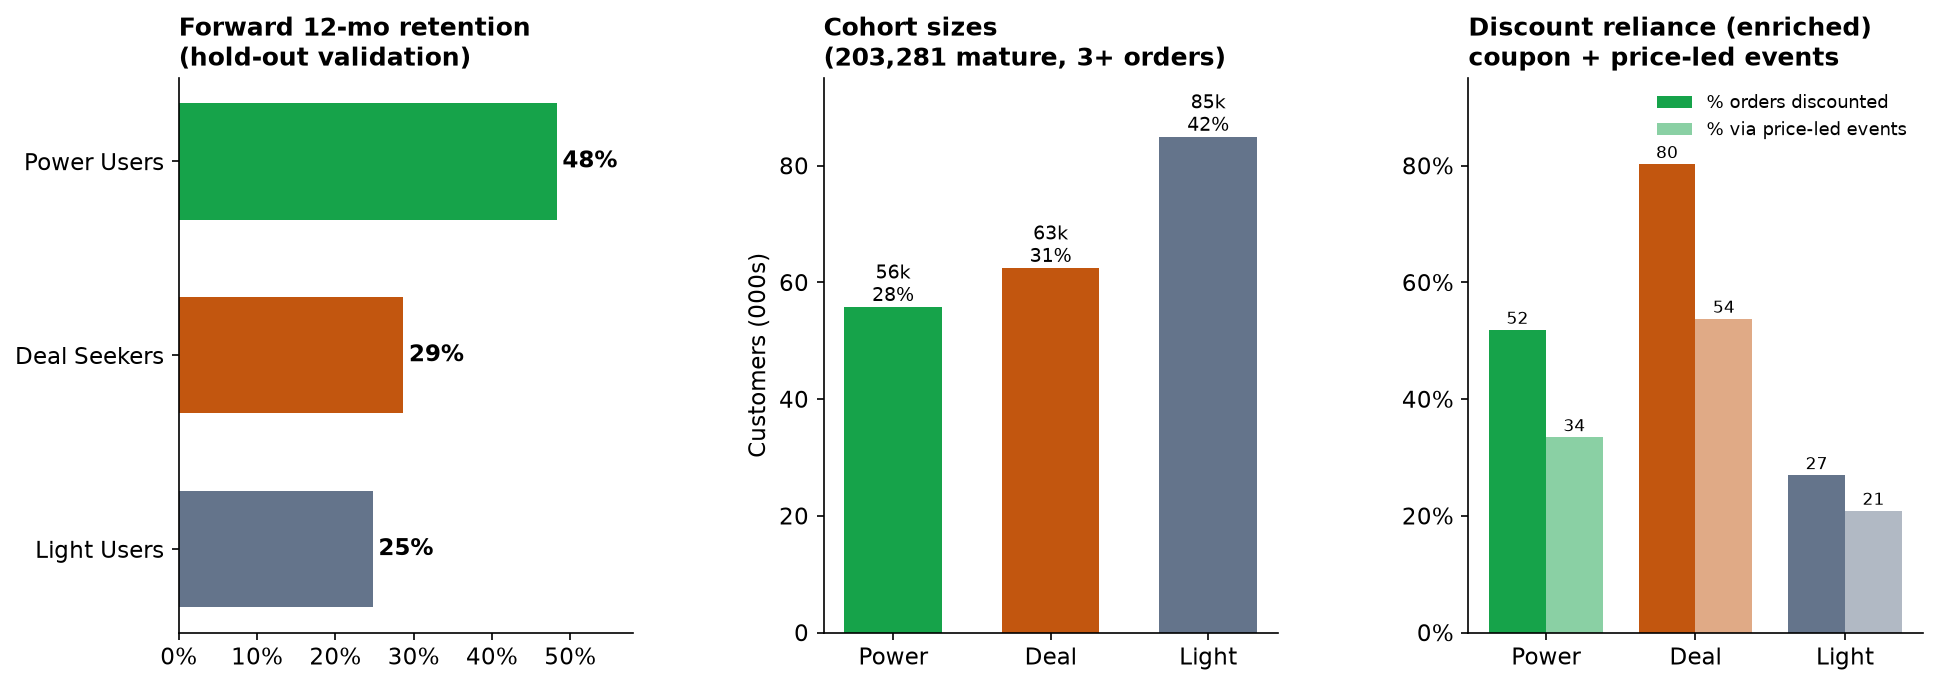 Forward 12-mo retention
(hold-out validation)
Power Users
48%
Deal Seekers
29%
Light Users
25%
0% 10% 20% 30% 40% 50%
Cohort sizes
(203,281 mature, 3+ orders)
Customers (000s)
80
60
40
20
0
56k
28%
63k
31%
85k
42%
Power Deal Light
Discount reliance (enriched)
coupon + price-led events
% orders discounted
% via price-led events
80%
60%
40%
20%
0%
52
34
80
54
27
21
Power Deal Light